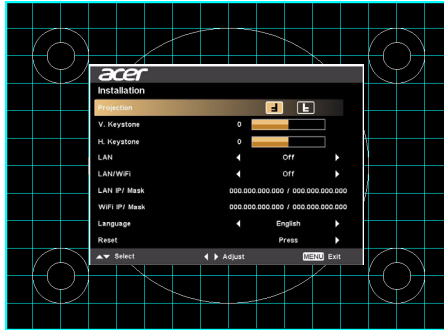 acer
Installation
Projection
V. Keystone 0
H. Keystone 0
LAN Off
LAN/WiFi Off
LAN IP/ Mask 000.000.000.000 / 000.000.000.000
WiFi IP/ Mask 000.000.000.000 / 000.000.000.000
Language English
Reset Press
Select Adjust MENU Exit